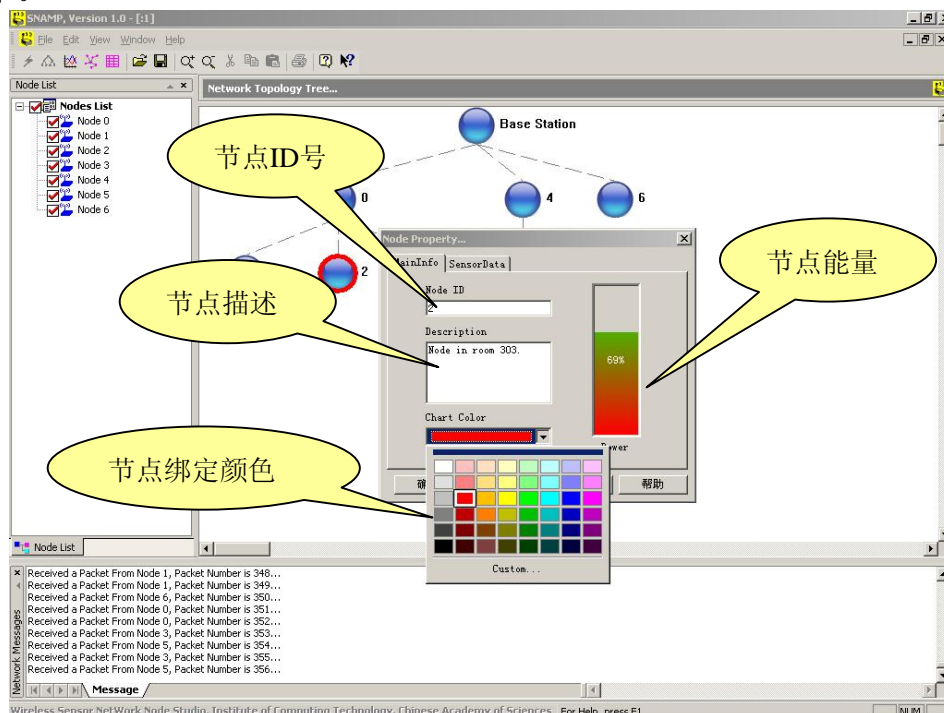 SNAMP, Version 1.0 - [:1]
File Edit View Window Help
Node List
Network Topology Tree...
Nodes List
Node 0
Node 1
Node 2
Node 3
Node 4
Node 5
Node 6
Base Station
0
4
6
2
节点ID号
节点描述
节点绑定颜色
节点能量
Node Property...
MainInfo SensorData
Node ID
2
Description
Node in room 303.
69%
Chart Color
Power
帮助
Custom...
Node List
Received a Packet From Node 1, Packet Number is 348...
Received a Packet From Node 1, Packet Number is 349...
Received a Packet From Node 6, Packet Number is 350...
Received a Packet From Node 0, Packet Number is 351...
Received a Packet From Node 0, Packet Number is 352...
Received a Packet From Node 3, Packet Number is 353...
Received a Packet From Node 5, Packet Number is 354...
Received a Packet From Node 3, Packet Number is 355...
Received a Packet From Node 5, Packet Number is 356...
Network Messages
Message
Wireless Sensor NetWork Node Studio, Institute of Computing Technology, Chinese Academy of Sciences For Help, press F1 NUM